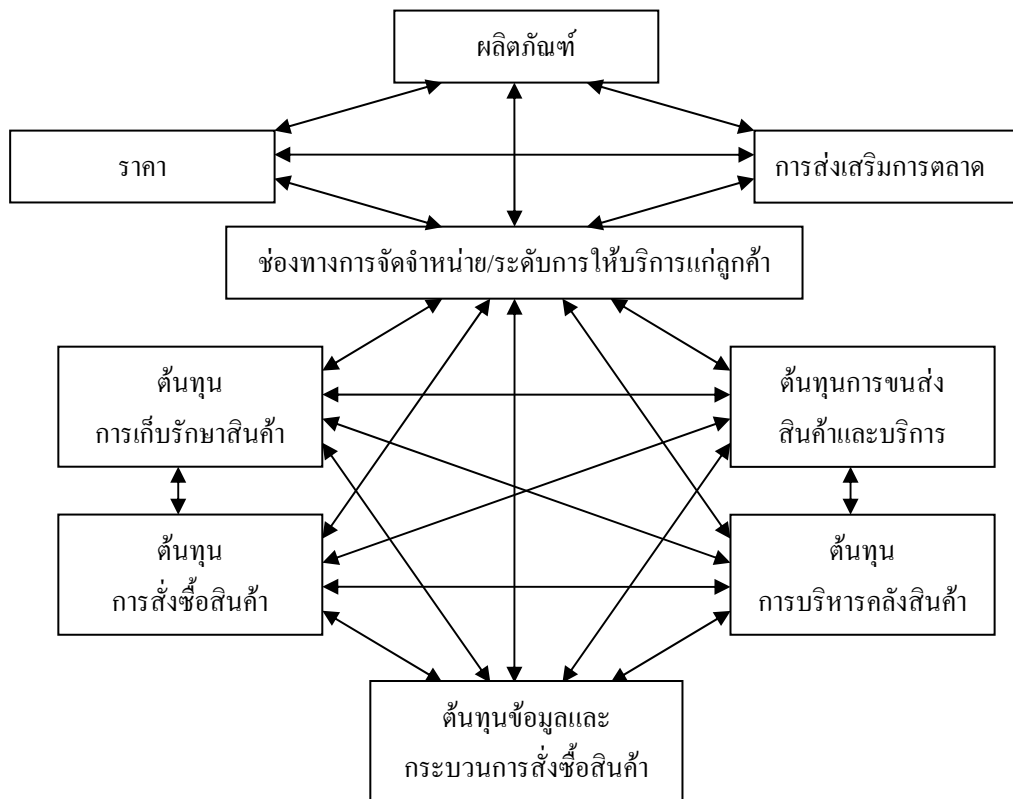 ผลิตภัณฑ์
ราคา
การส่งเสริมการตลาด
ช่องทางการจัดจำหน่าย/ระดับการให้บริการแก่ลูกค้า
ต้นทุน
การเก็บรักษาสินค้า
ต้นทุนการขนส่ง
สินค้าและบริการ
ต้นทุน
การสั่งซื้อสินค้า
ต้นทุน
การบริหารคลังสินค้า
ต้นทุนข้อมูลและ
กระบวนการสั่งซื้อสินค้า